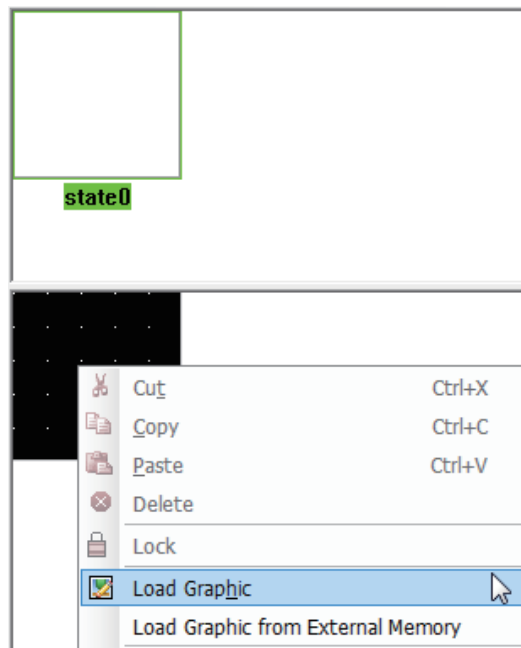 state0
Cut Ctrl+X
Copy Ctrl+C
Paste Ctrl+V
Delete
Lock
Load Graphic
Load Graphic from External Memory